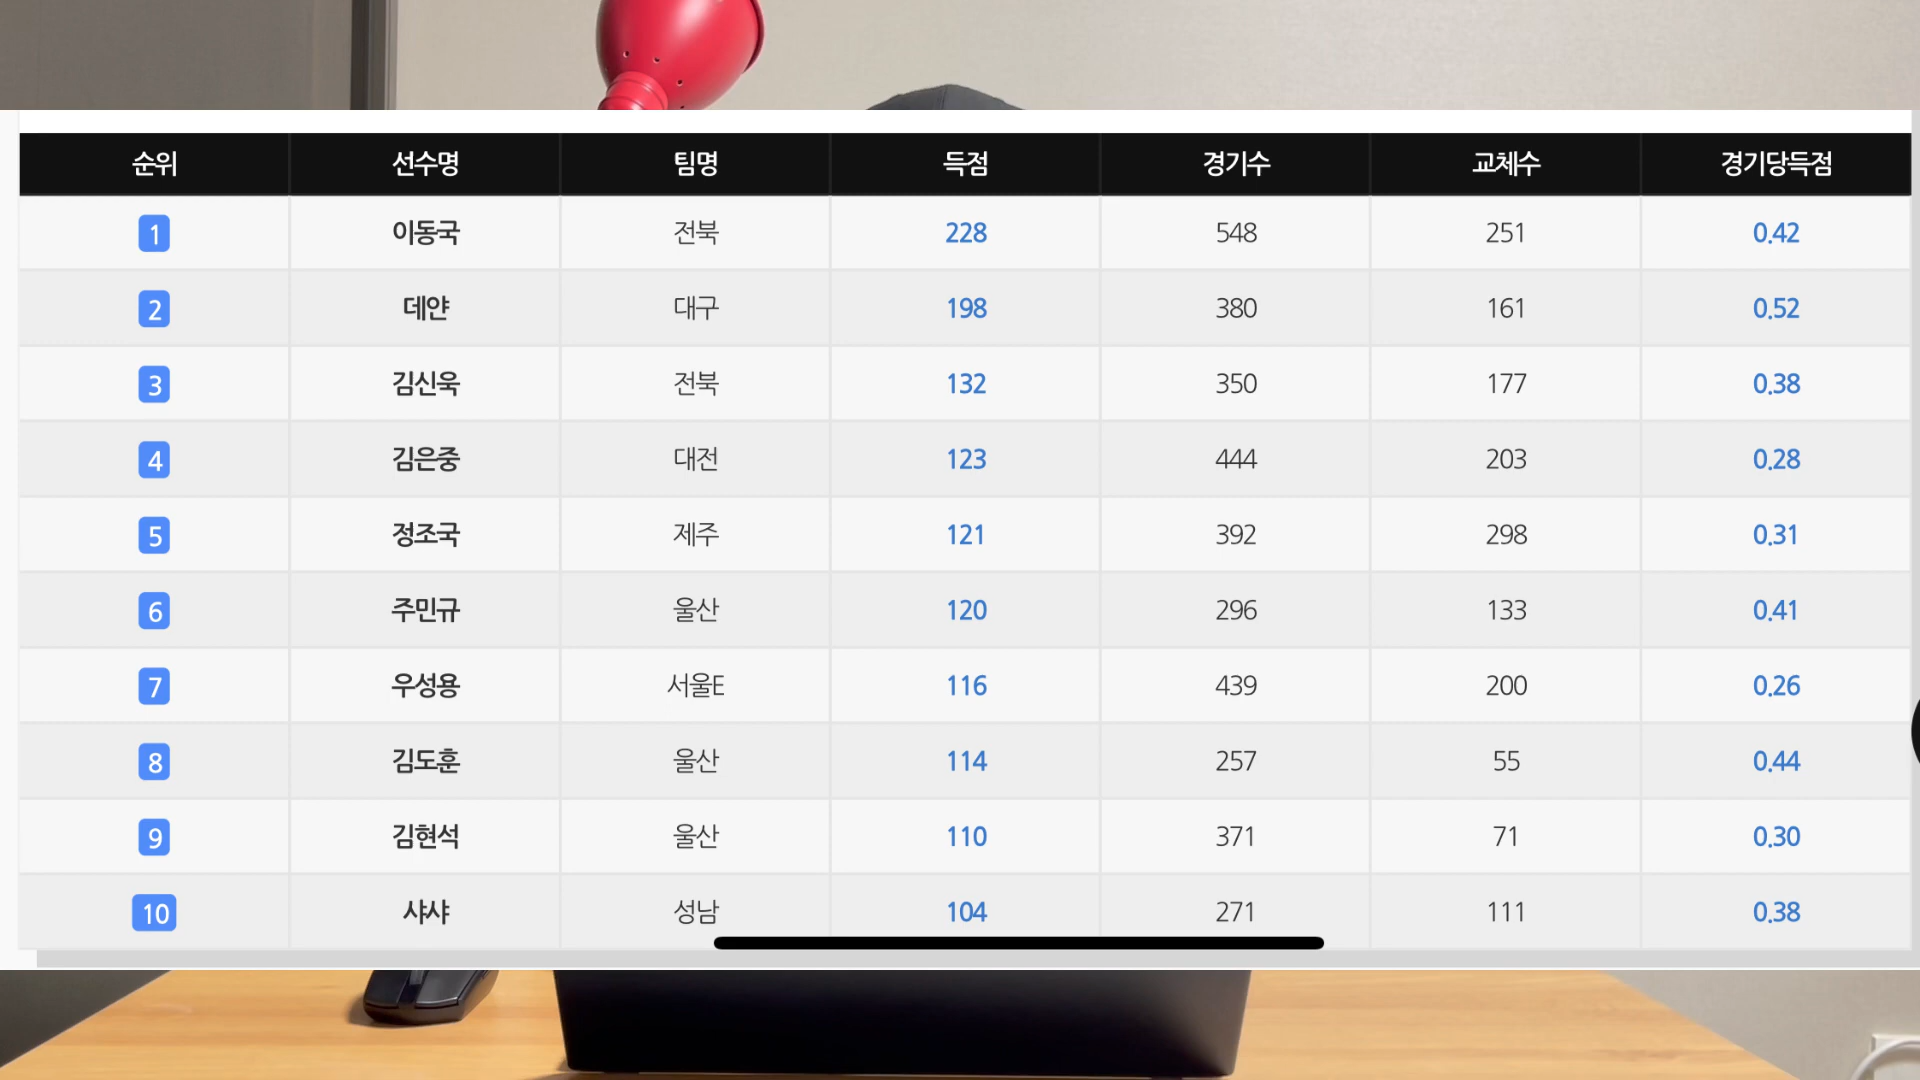 순위 선수명 팀명 득점 경기수 교체수 경기당득점
1 이동국 전북 228 548 251 0.42
2 데얀 대구 198 380 161 0.52
3 김신욱 전북 132 350 177 0.38
4 김은중 대전 123 444 203 0.28
5 정조국 제주 121 392 298 0.31
6 주민규 울산 120 296 133 0.41
7 우성용 서울E 116 439 200 0.26
8 김도훈 울산 114 257 55 0.44
9 김현석 울산 110 371 71 0.30
10 샤샤 성남 104 271 111 0.38